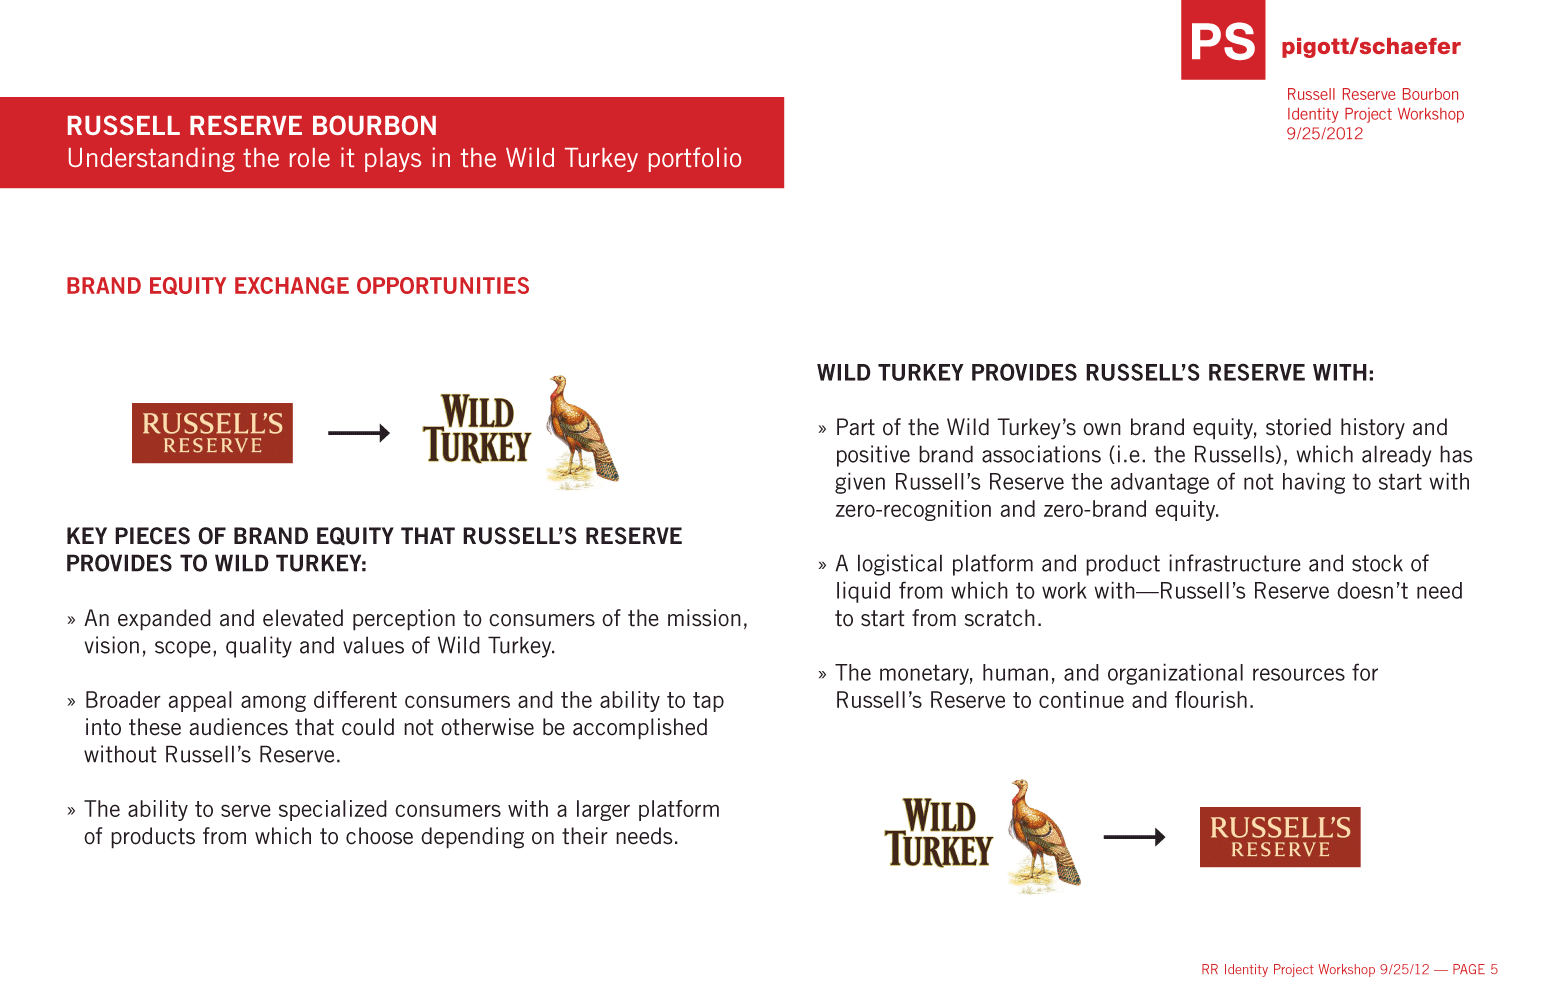 PS
pigott/schaefer
Russell Reserve Bourbon
Identity Project Workshop
9/25/2012
RUSSELL RESERVE BOURBON
Understanding the role it plays in the Wild Turkey portfolio
BRAND EQUITY EXCHANGE OPPORTUNITIES
RUSSELL'S
RESERVE
WILD
TURKEY
KEY PIECES OF BRAND EQUITY THAT RUSSELL’S RESERVE
PROVIDES TO WILD TURKEY:
» An expanded and elevated perception to consumers of the mission,
vision, scope, quality and values of Wild Turkey.
» Broader appeal among different consumers and the ability to tap
into these audiences that could not otherwise be accomplished
without Russell’s Reserve.
» The ability to serve specialized consumers with a larger platform
of products from which to choose depending on their needs.
WILD TURKEY PROVIDES RUSSELL’S RESERVE WITH:
» Part of the Wild Turkey’s own brand equity, storied history and
positive brand associations (i.e. the Russells), which already has
given Russell’s Reserve the advantage of not having to start with
zero-recognition and zero-brand equity.
» A logistical platform and product infrastructure and stock of
liquid from which to work with—Russell’s Reserve doesn’t need
to start from scratch.
» The monetary, human, and organizational resources for
Russell’s Reserve to continue and flourish.
WILD
TURKEY
RUSSELL'S
RESERVE
RR Identity Project Workshop 9/25/12 — PAGE 5